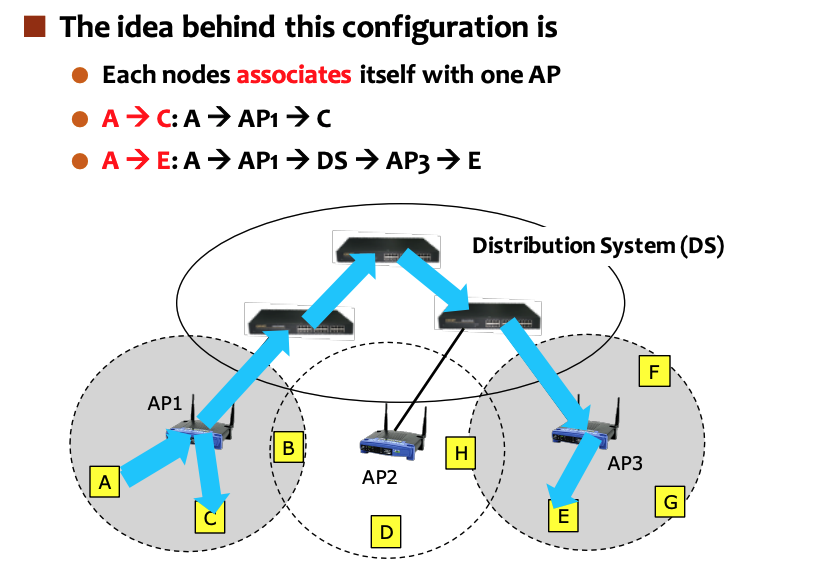 The idea behind this configuration is
Each nodes associates itself with one AP
A → C: A → AP1 → C
A → E: A → AP1 → DS → AP3 → E
Distribution System (DS)
F
AP1
B
H
AP2
AP3
A
C
D
E
G